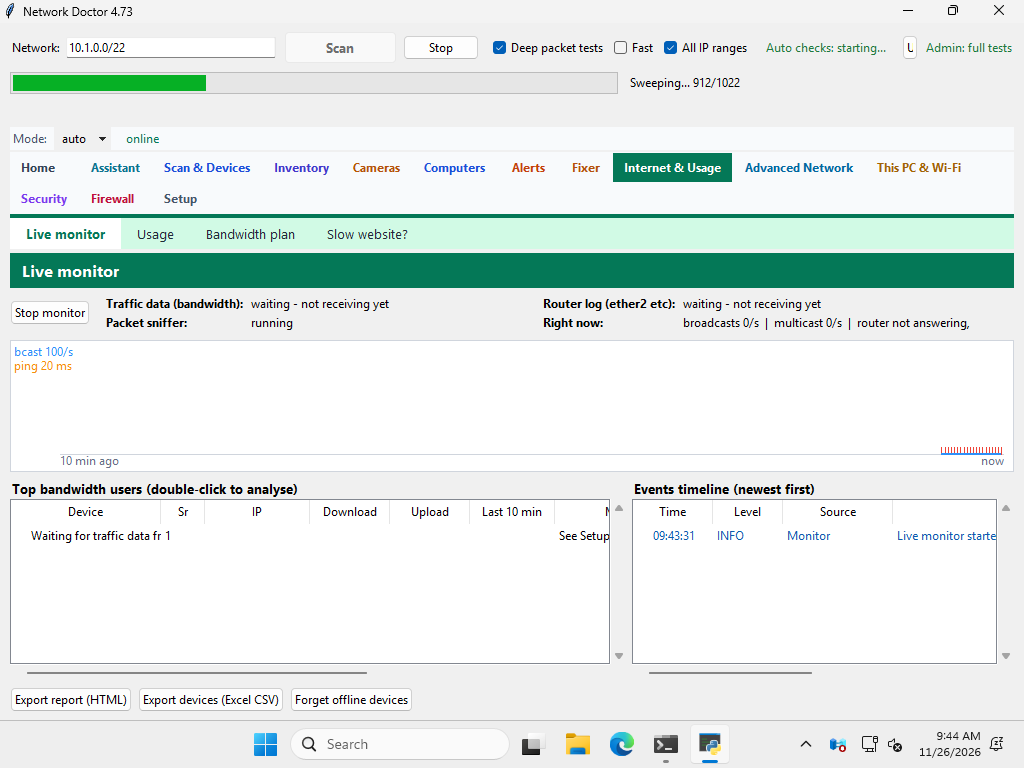 Network Doctor 4.73
Network: 10.1.0.0/22 Scan Stop Deep packet tests Fast All IP ranges Auto checks: starting... Admin: full tests
Sweeping... 912/1022
Mode: auto online
Home Assistant Scan & Devices Inventory Cameras Computers Alerts Fixer Internet & Usage Advanced Network This PC & Wi-Fi
Security Firewall Setup
Live monitor Usage Bandwidth plan Slow website?
Live monitor
Stop monitor
Traffic data (bandwidth): waiting - not receiving yet Router log (ether2 etc): waiting - not receiving yet
Packet sniffer: running Right now: broadcasts 0/s | multicast 0/s | router not answering,
bcast 100/s
ping 20 ms
10 min ago now
Top bandwidth users (double-click to analyse) Events timeline (newest first)
Device Sr IP Download Upload Last 10 min Time Level Source
Waiting for traffic data fr 1 See Setup 09:43:31 INFO Monitor Live monitor starte
Export report (HTML) Export devices (Excel CSV) Forget offline devices
Search
9:44 AM
11/26/2026